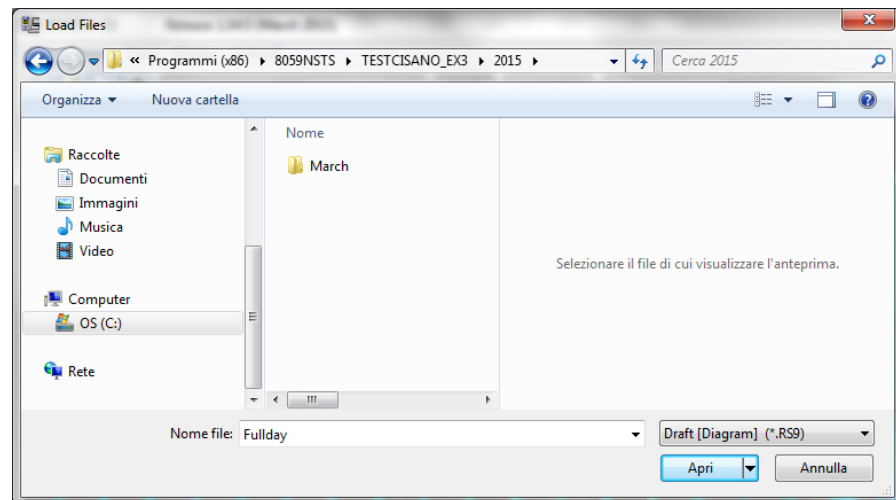 Load Files
« Programmi (x86) ▸ 8059NSTS ▸ TESTCISANO_EX3 ▸ 2015 ▸
Cerca 2015
Organizza
Nuova cartella
Nome
Raccolte
March
Documenti
Immagini
Musica
Video
Selezionare il file di cui visualizzare l'anteprima.
Computer
OS (C:)
Rete
Nome file: Fullday
Draft [Diagram] (*.RS9)
Apri
Annulla